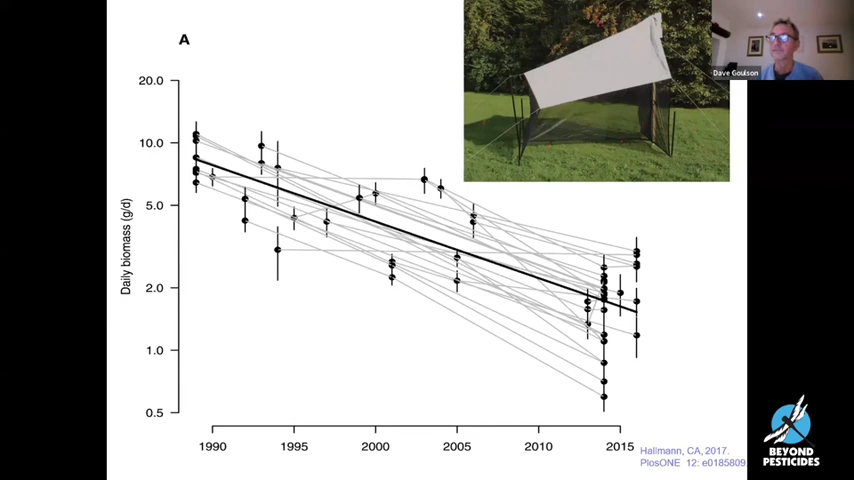 A
Dave Goulson
20.0
10.0
5.0
2.0
1.0
0.5
Daily biomass (g/d)
1990 1995 2000 2005 2010 2015
Hallmann, CA, 2017.
PlosONE 12: e0185809
BEYOND
PESTICIDES